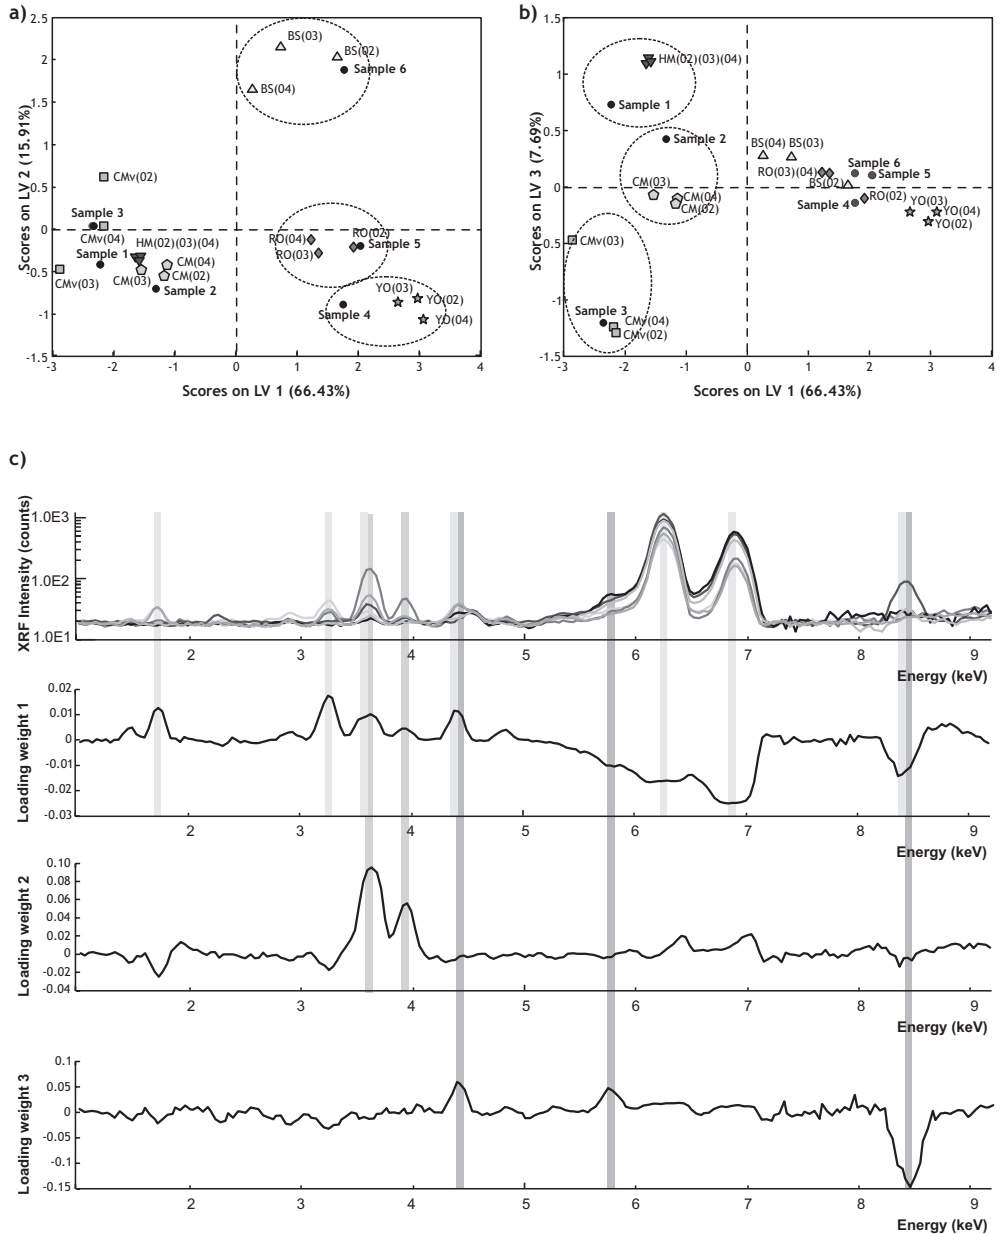 a)
2.5
2
1.5
1
0.5
0
-0.5
-1
-1.5
Scores on LV 2 (15.91%)
BS(03)
BS(02)
Sample 6
BS(04)
CMv(02)
Sample 3
CMv(04)
HM(02)(03)(04)
Sample 1
CM(04)
CMv(03)
CM(03)
CM(02)
Sample 2
RO(04)
RO(02)
RO(03)
Sample 5
YO(03)
YO(02)
Sample 4
YO(04)
-3
-2
-1
0
1
2
3
4
Scores on LV 1 (66.43%)
b)
1.5
1
0.5
0
-0.5
-1
-1.5
Scores on LV 3 (7.69%)
HM(02)(03)(04)
Sample 1
Sample 2
BS(04)
BS(03)
Sample 6
RO(03)(04)
Sample 5
CM(03)
BS(02)
CM(04)
RO(02)
YO(03)
CM(02)
Sample 4
YO(04)
YO(02)
CMv(03)
Sample 3
CMv(04)
CMv(02)
-3
-2
-1
0
1
2
3
4
Scores on LV 1 (66.43%)
c)
XRF Intensity (counts)
1.0E3
1.0E2
1.0E1
2
3
4
5
6
7
8
9
Energy (keV)
Loading weight 1
0.02
0.01
0
-0.01
-0.02
-0.03
2
3
4
5
6
7
8
9
Energy (keV)
Loading weight 2
0.10
0.08
0.06
0.04
0.02
0
-0.02
-0.04
2
3
4
5
6
7
8
9
Energy (keV)
Loading weight 3
0.1
0.05
0
-0.05
-0.1
-0.15
2
3
4
5
6
7
8
9
Energy (keV)